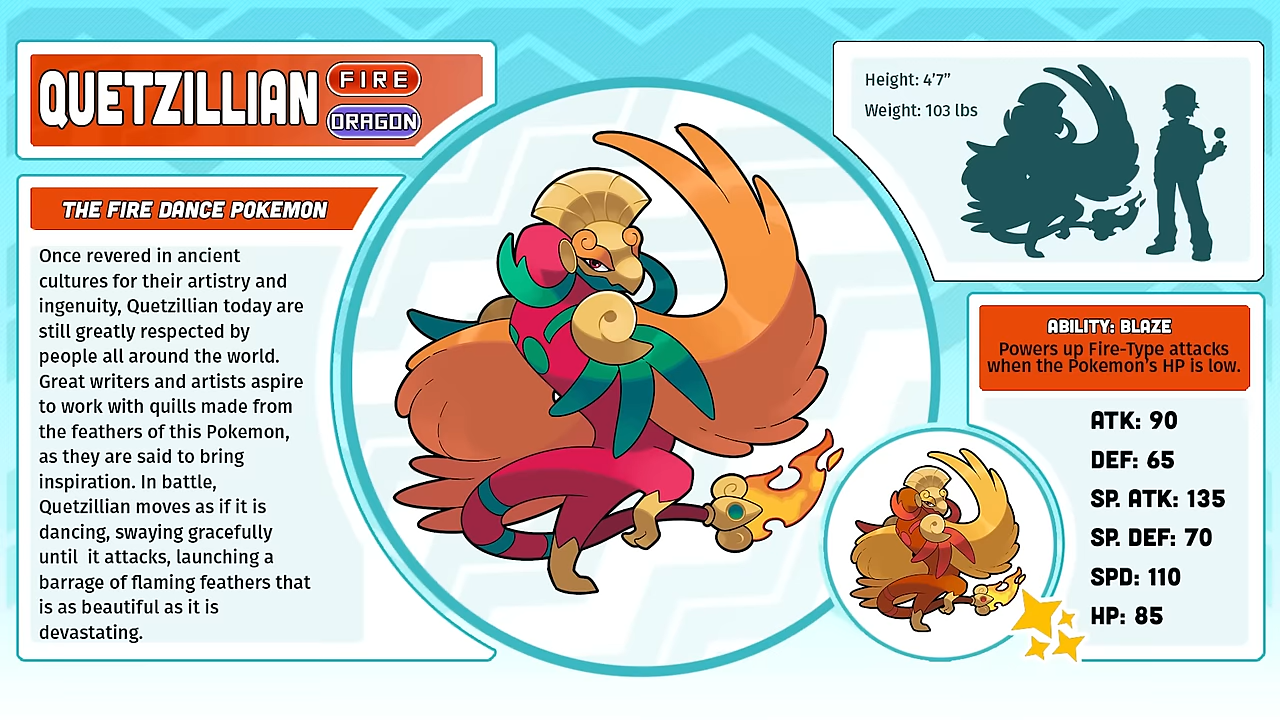 QUETZILLIAN
FIRE
DRAGON
THE FIRE DANCE POKEMON
Once revered in ancient
cultures for their artistry and
ingenuity, Quetzillian today are
still greatly respected by
people all around the world.
Great writers and artists aspire
to work with quills made from
the feathers of this Pokemon,
as they are said to bring
inspiration. In battle,
Quetzillian moves as if it is
dancing, swaying gracefully
until  it attacks, launching a
barrage of flaming feathers that
is as beautiful as it is
devastating.
Height: 4’7”
Weight: 103 lbs
ABILITY: BLAZE
Powers up Fire-Type attacks
when the Pokemon's HP is low.
ATK: 90
DEF: 65
SP. ATK: 135
SP. DEF: 70
SPD: 110
HP: 85